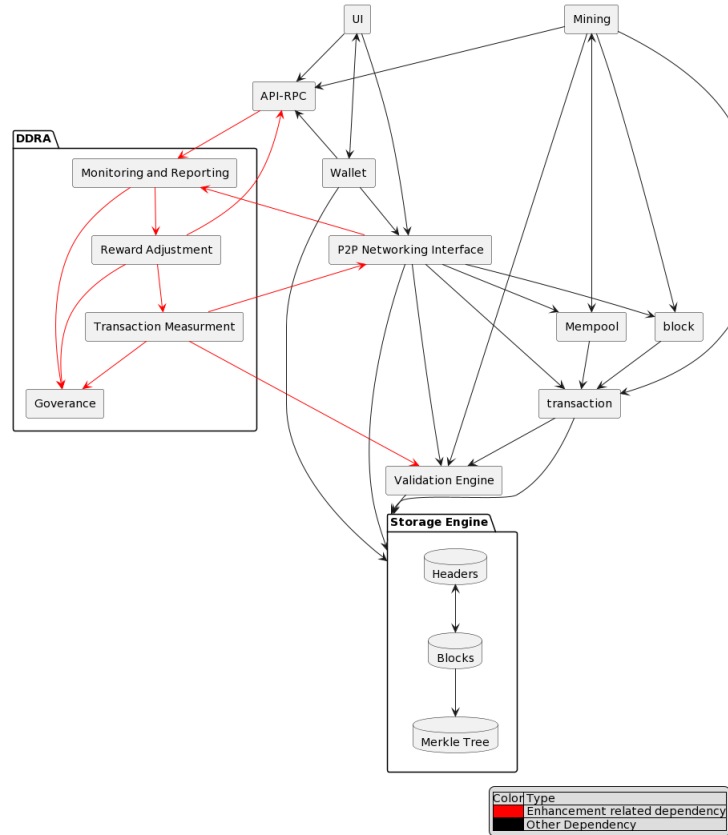 UI
Mining
API-RPC
DDRA
Monitoring and Reporting
Wallet
Reward Adjustment
P2P Networking Interface
Transaction Measurment
Mempool
block
Goverance
transaction
Validation Engine
Storage Engine
Headers
Blocks
Merkle Tree
Color Type
Enhancement related dependency
Other Dependency